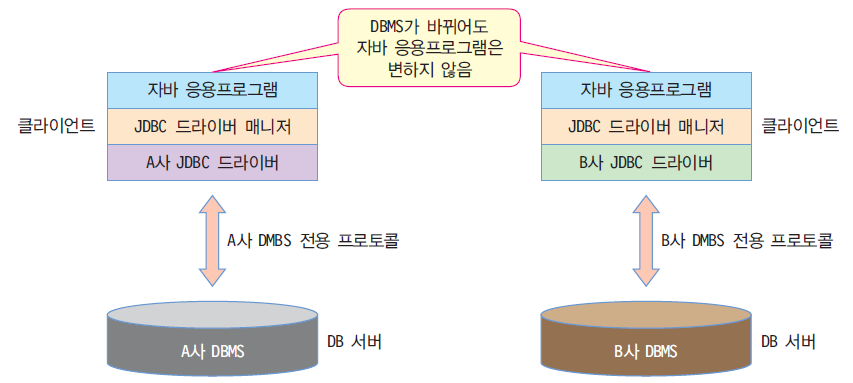 DBMS가 바뀌어도
자바 응용프로그램은
변하지 않음
자바 응용프로그램
클라이언트
JDBC 드라이버 매니저
A사 JDBC 드라이버
A사 DMBS 전용 프로토콜
A사 DBMS
DB 서버
자바 응용프로그램
JDBC 드라이버 매니저
클라이언트
B사 JDBC 드라이버
B사 DMBS 전용 프로토콜
B사 DBMS
DB 서버